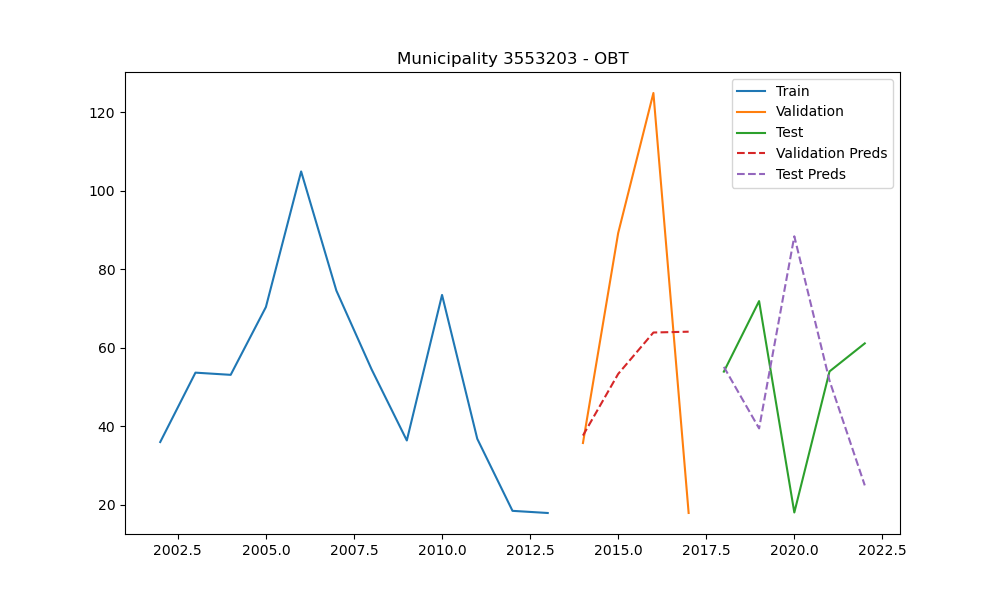 Municipality 3553203 - OBT
Train
Validation
Test
Validation Preds
Test Preds
120
100
80
60
40
20
2002.5 2005.0 2007.5 2010.0 2012.5 2015.0 2017.5 2020.0 2022.5